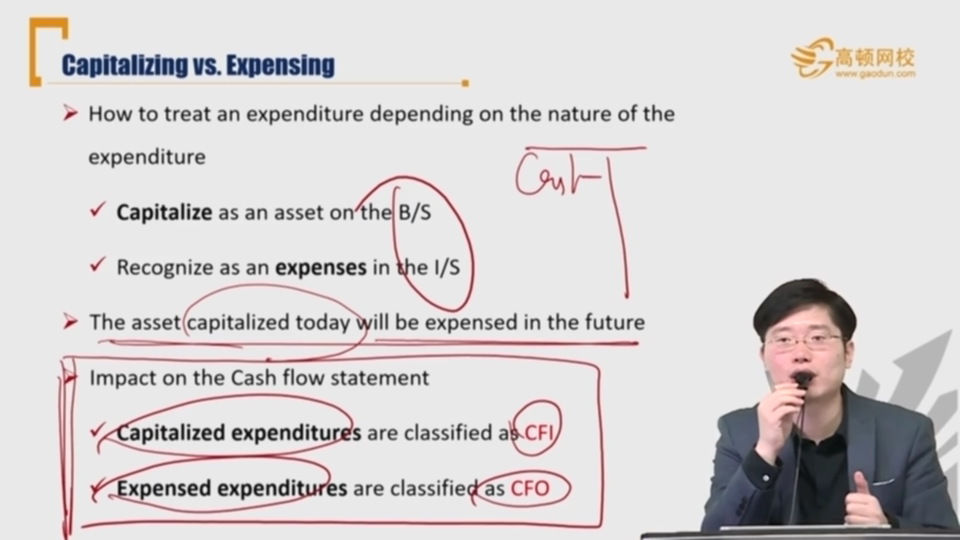 Capitalizing vs. Expensing
高顿网校
www.gaodun.com
➤ How to treat an expenditure depending on the nature of the
expenditure
✓ Capitalize as an asset on the B/S
✓ Recognize as an expenses in the I/S
➤ The asset capitalized today will be expensed in the future
➤ Impact on the Cash flow statement
✓ Capitalized expenditures are classified as CFI
✓ Expensed expenditures are classified as CFO